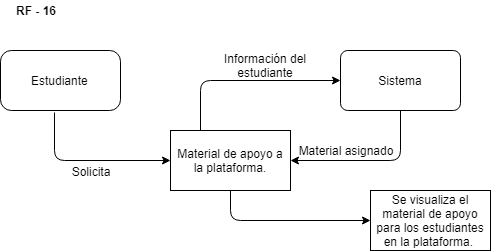 RF - 16
Información del
estudiante
Estudiante
Sistema
Material de apoyo a
la plataforma.
Material asignado
Solicita
Se visualiza el
material de apoyo
para los estudiantes
en la plataforma.